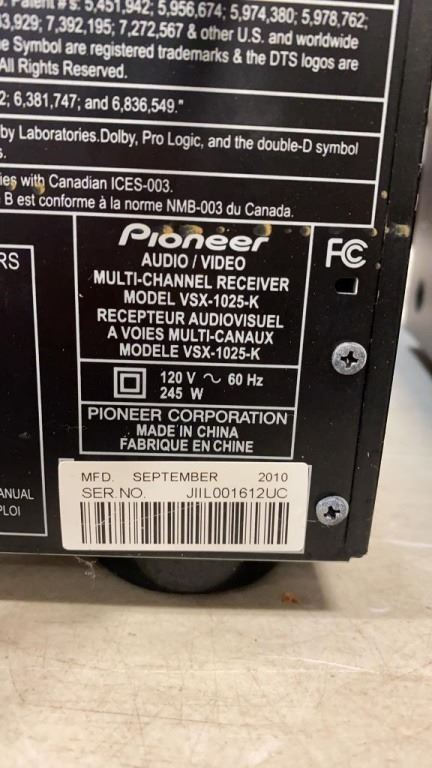 5,451,942; 5,956,674; 5,974,380; 5,978,762;
3,929; 7,392,195; 7,272,567 & other U.S. and worldwide
Symbol are registered trademarks & the DTS logos are
All Rights Reserved.
2; 6,381,747; and 6,836,549."
by Laboratories.Dolby, Pro Logic, and the double-D symbol
with Canadian ICES-003.
B est conforme à la norme NMB-003 du Canada.
RS
Pioneer
AUDIO / VIDEO
MULTI-CHANNEL RECEIVER
MODEL VSX-1025-K
RECEPTEUR AUDIOVISUEL
A VOIES MULTI-CANAUX
MODELE VSX-1025-K
FC
120 V ~ 60 Hz
245 W
PIONEER CORPORATION
MADE IN CHINA
FABRIQUE EN CHINE
ANUAL
PLOI
MFD. SEPTEMBER 2010
SER.NO. JIIL001612UC